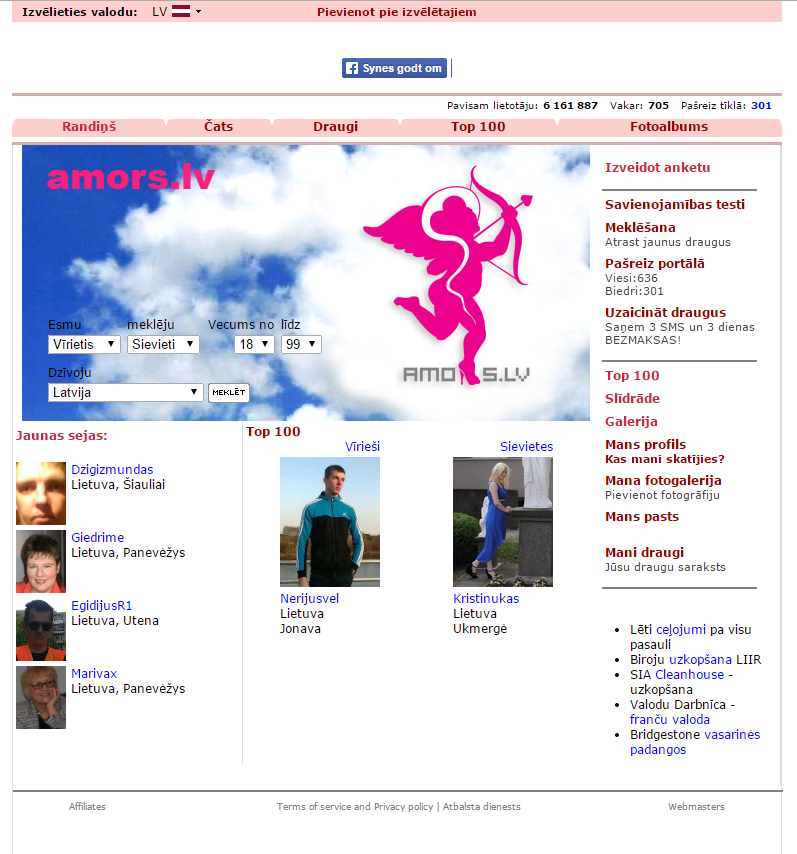 Izvēlieties valodu: LV
Pievienot pie izvēlētajiem
Synes godt om
Pavisam lietotāju: 6 161 887 Vakar: 705 Pašreiz tīklā: 301
Randiņš Čats Draugi Top 100 Fotoalbums
amors.lv
Esmu meklēju Vecums no līdz
Vīrietis Sievieti 18 99
Dzīvoju
Latvija MEKLĒT
AMORS.LV
Izveidot anketu
Savienojamības testi
Meklēšana
Atrast jaunus draugus
Pašreiz portālā
Viesi:636
Biedri:301
Uzaicināt draugus
Saņem 3 SMS un 3 dienas
BEZMAKSAS!
Top 100
Slīdrāde
Galerija
Mans profils
Kas mani skatījies?
Mana fotogalerija
Pievienot fotogrāfiju
Mans pasts
Mani draugi
Jūsu draugu saraksts
Jaunas sejas:
Dzigizmundas
Lietuva, Šiauliai
Giedrime
Lietuva, Panevėžys
EgidijusR1
Lietuva, Utena
Marivax
Lietuva, Panevėžys
Top 100
Vīrieši
Nerijusvel
Lietuva
Jonava
Sievietes
Kristinukas
Lietuva
Ukmergė
Lēti ceļojumi pa visu
pasauli
Biroju uzkopšana LIIR
SIA Cleanhouse -
uzkopšana
Valodu Darbnīca -
franču valoda
Bridgestone vasarinės
padangos
Affiliates
Terms of service and Privacy policy | Atbalsta dienests
Webmasters